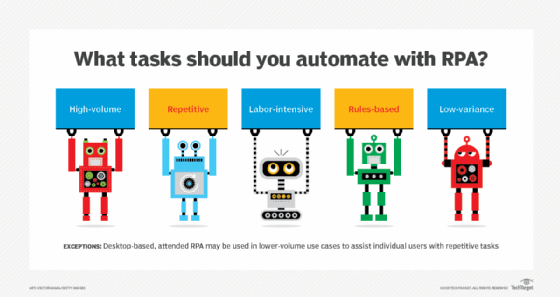 What tasks should you automate with RPA?
High-volume
Repetitive
Labor-intensive
Rules-based
Low-variance
EXCEPTIONS: Desktop-based, attended RPA may be used in lower-volume use cases to assist individual users with repetitive tasks
TechTarget